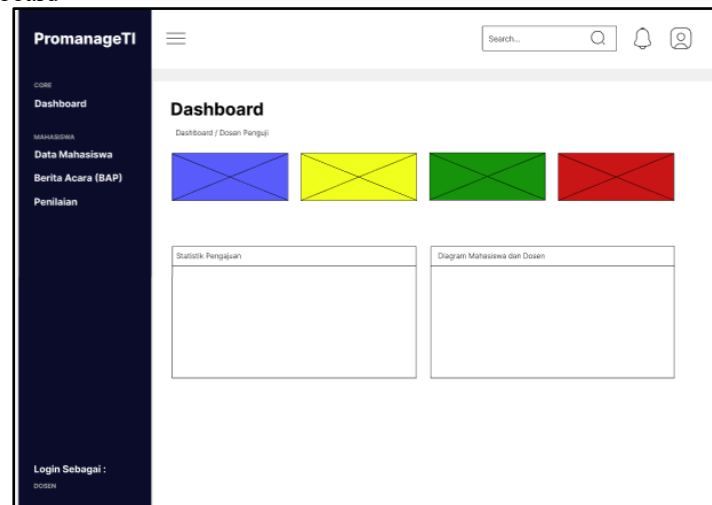 PromanageTI
Search...
CORE
Dashboard
MAHASISWA
Data Mahasiswa
Berita Acara (BAP)
Penilaian
Login Sebagai :
DOSEN
Dashboard
Dashboard / Dosen Penguji
Statistik Pengajuan
Diagram Mahasiswa dan Dosen